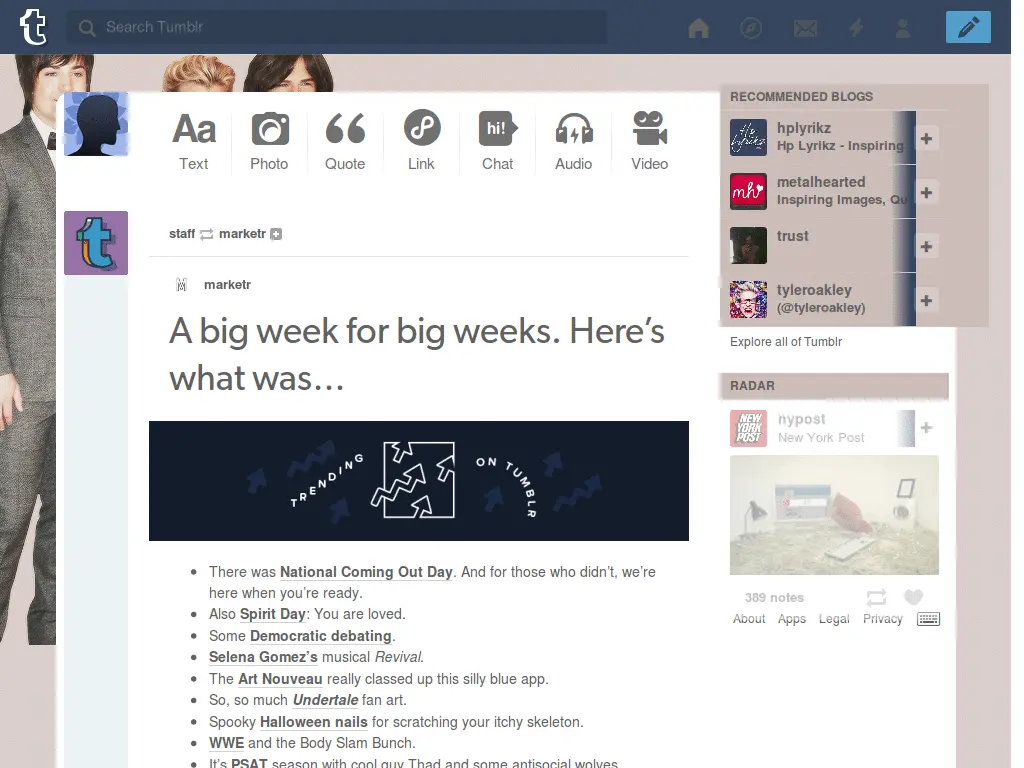 t
Search Tumblr
Aa
Text
Photo
Quote
Link
hi!
Chat
Audio
Video
staff marketr
marketr
A big week for big weeks. Here's
what was...
TRENDING ON TUMBLR
There was National Coming Out Day. And for those who didn't, we're
here when you're ready.
Also Spirit Day: You are loved.
Some Democratic debating.
Selena Gomez's musical Revival.
The Art Nouveau really classed up this silly blue app.
So, so much Undertale fan art.
Spooky Halloween nails for scratching your itchy skeleton.
WWE and the Body Slam Bunch.
It's PSAT season with cool guy Thad and some antisocial wolves
RECOMMENDED BLOGS
hplyrikz
Hp Lyrikz - Inspiring
metalhearted
Inspiring Images, Qu
mh
trust
tyleroakley
(@tyleroakley)
Explore all of Tumblr
RADAR
NEW YORK POST
nypost
New York Post
389 notes
About Apps Legal Privacy